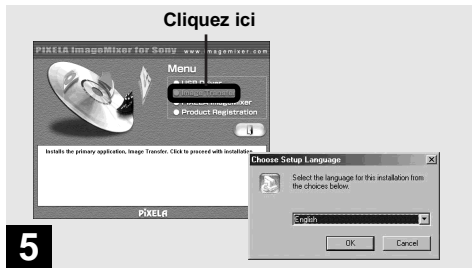 Cliquez ici
PIXELA ImageMixer for Sony www.imagemixer.com
Menu
USB Driver
Image Transfer
PIXELA ImageMixer
Product Registration
Installs the primary application, Image Transfer. Click to proceed with installation.
PIXELA
Choose Setup Language
Select the language for this installation from
the choices below.
English
OK Cancel
5